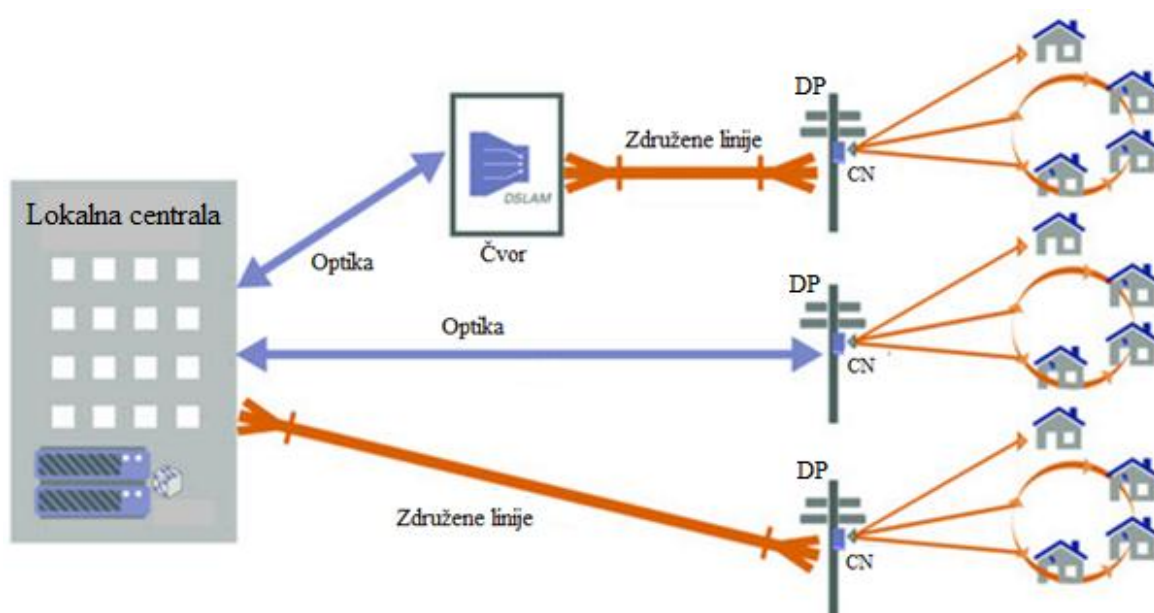 DP
Združene linije
CN
DSLAM
Lokalna centrala
Optika
Čvor
DP
Optika
CN
DP
Združene linije
CN